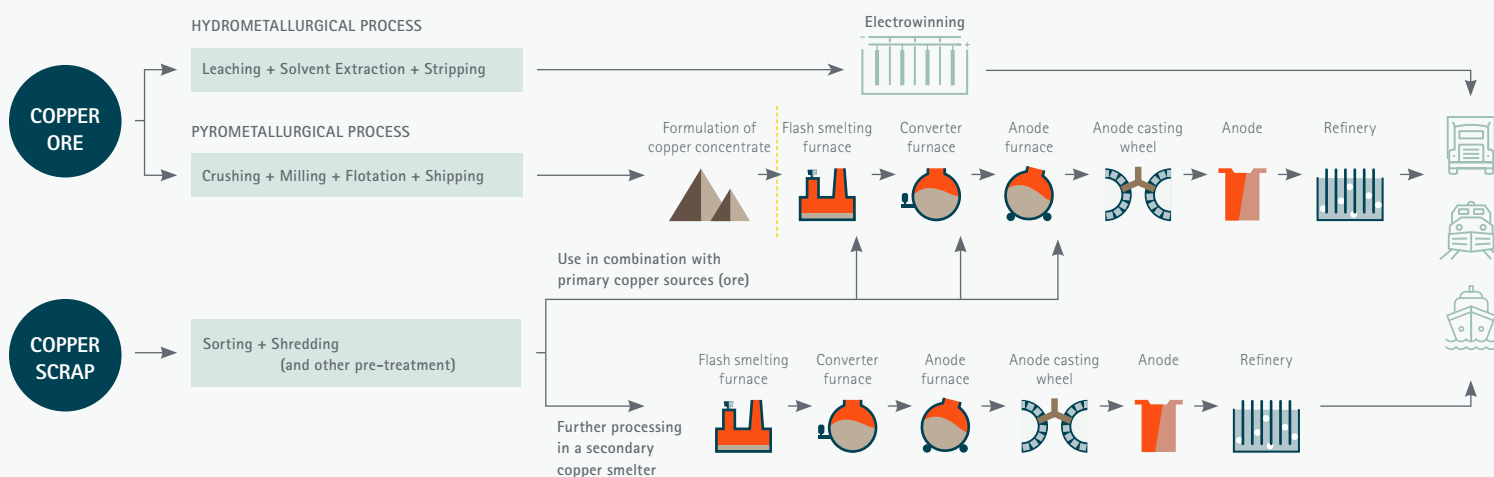 HYDROMETALLURGICAL PROCESS
Electrowinning
- +
Leaching + Solvent Extraction + Stripping
COPPER
ORE
PYROMETALLURGICAL PROCESS
Crushing + Milling + Flotation + Shipping
Formulation of
copper concentrate
Flash smelting
furnace
Converter
furnace
Anode
furnace
Anode casting
wheel
Anode
Refinery
Use in combination with
primary copper sources (ore)
COPPER
SCRAP
Sorting + Shredding
(and other pre-treatment)
Flash smelting
furnace
Converter
furnace
Anode
furnace
Anode casting
wheel
Anode
Refinery
Further processing
in a secondary
copper smelter